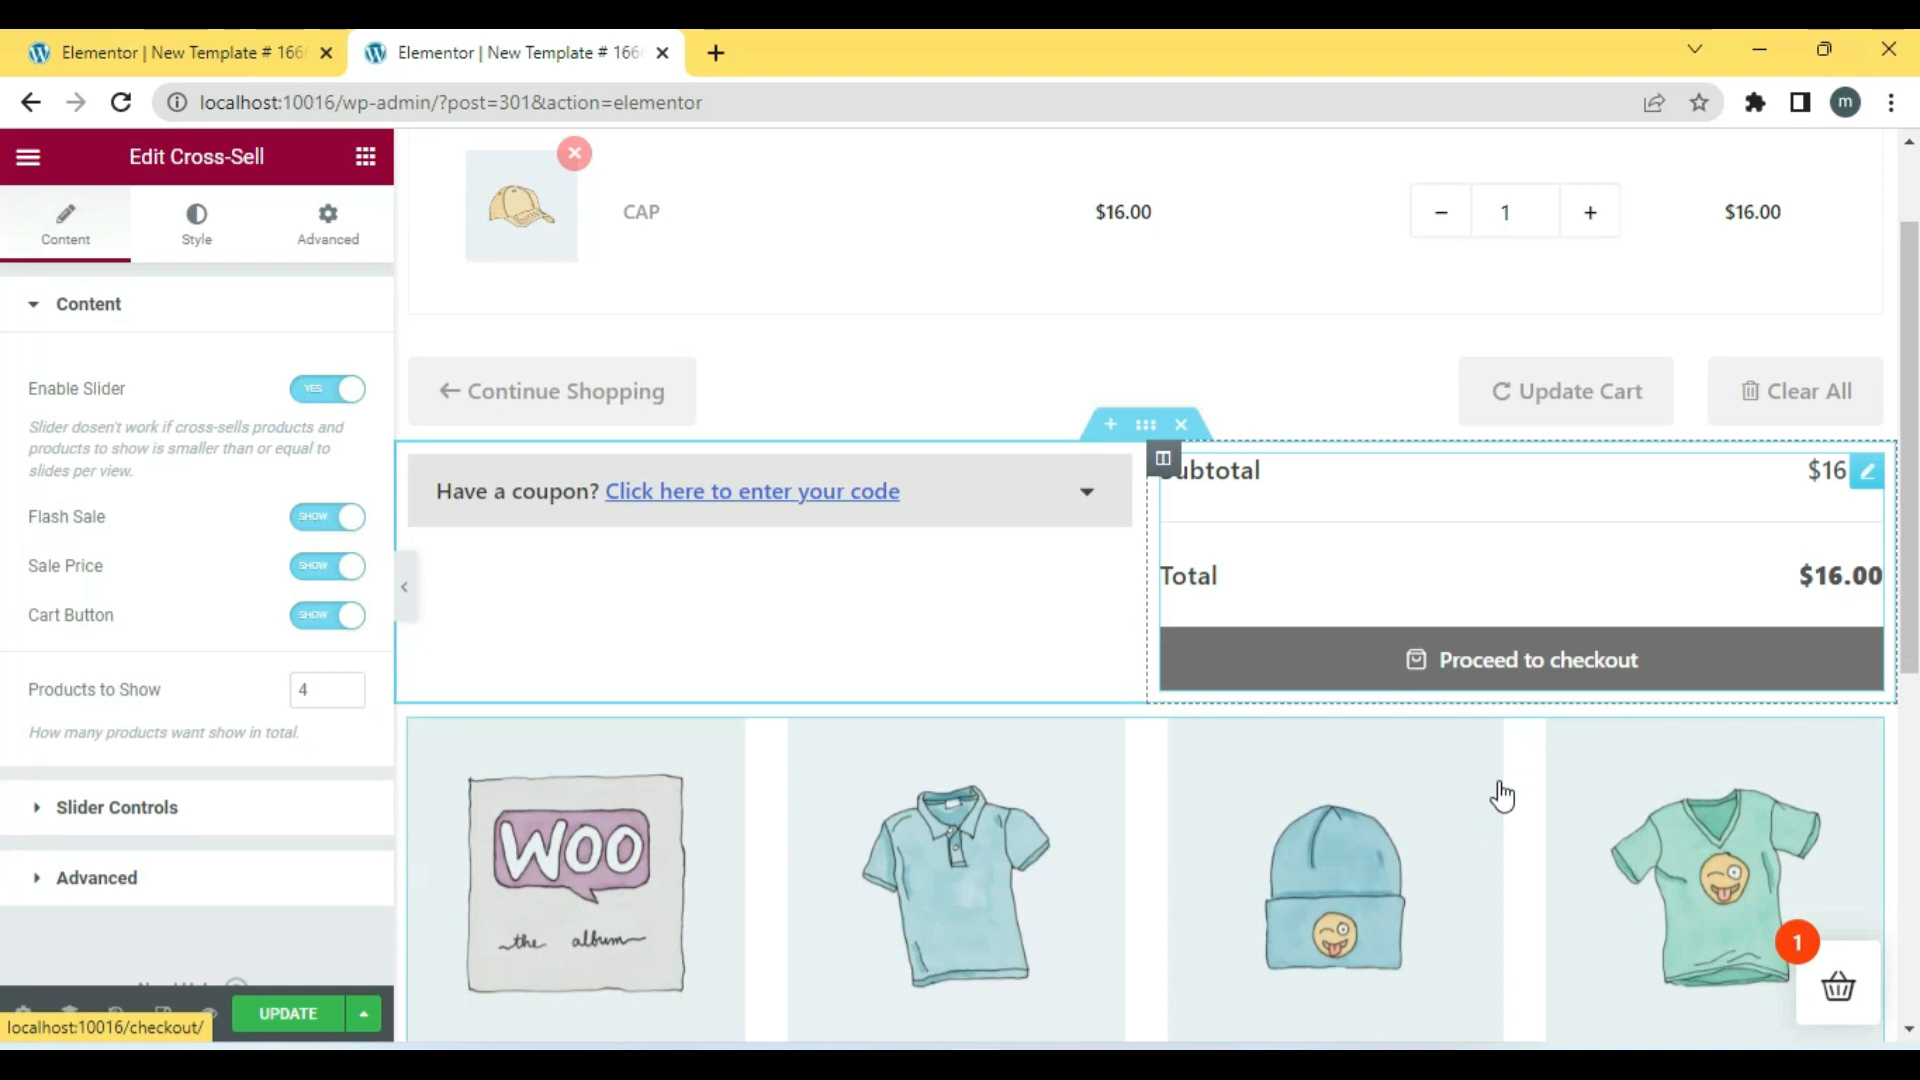 Elementor | New Template # 166
Elementor | New Template # 166
localhost:10016/wp-admin/?post=301&action=elementor
m
Edit Cross-Sell
Content
Style
Advanced
Content
Enable Slider
YES
Slider dosen't work if cross-sells products and
products to show is smaller than or equal to
slides per view.
Flash Sale
SHOW
Sale Price
SHOW
Cart Button
SHOW
Products to Show
4
How many products want show in total.
Slider Controls
Advanced
UPDATE
localhost:10016/checkout/
CAP
$16.00
1
$16.00
Continue Shopping
Update Cart
Clear All
Have a coupon? Click here to enter your code
ubtotal
$16
Total
$16.00
Proceed to checkout
WOO
the album
1